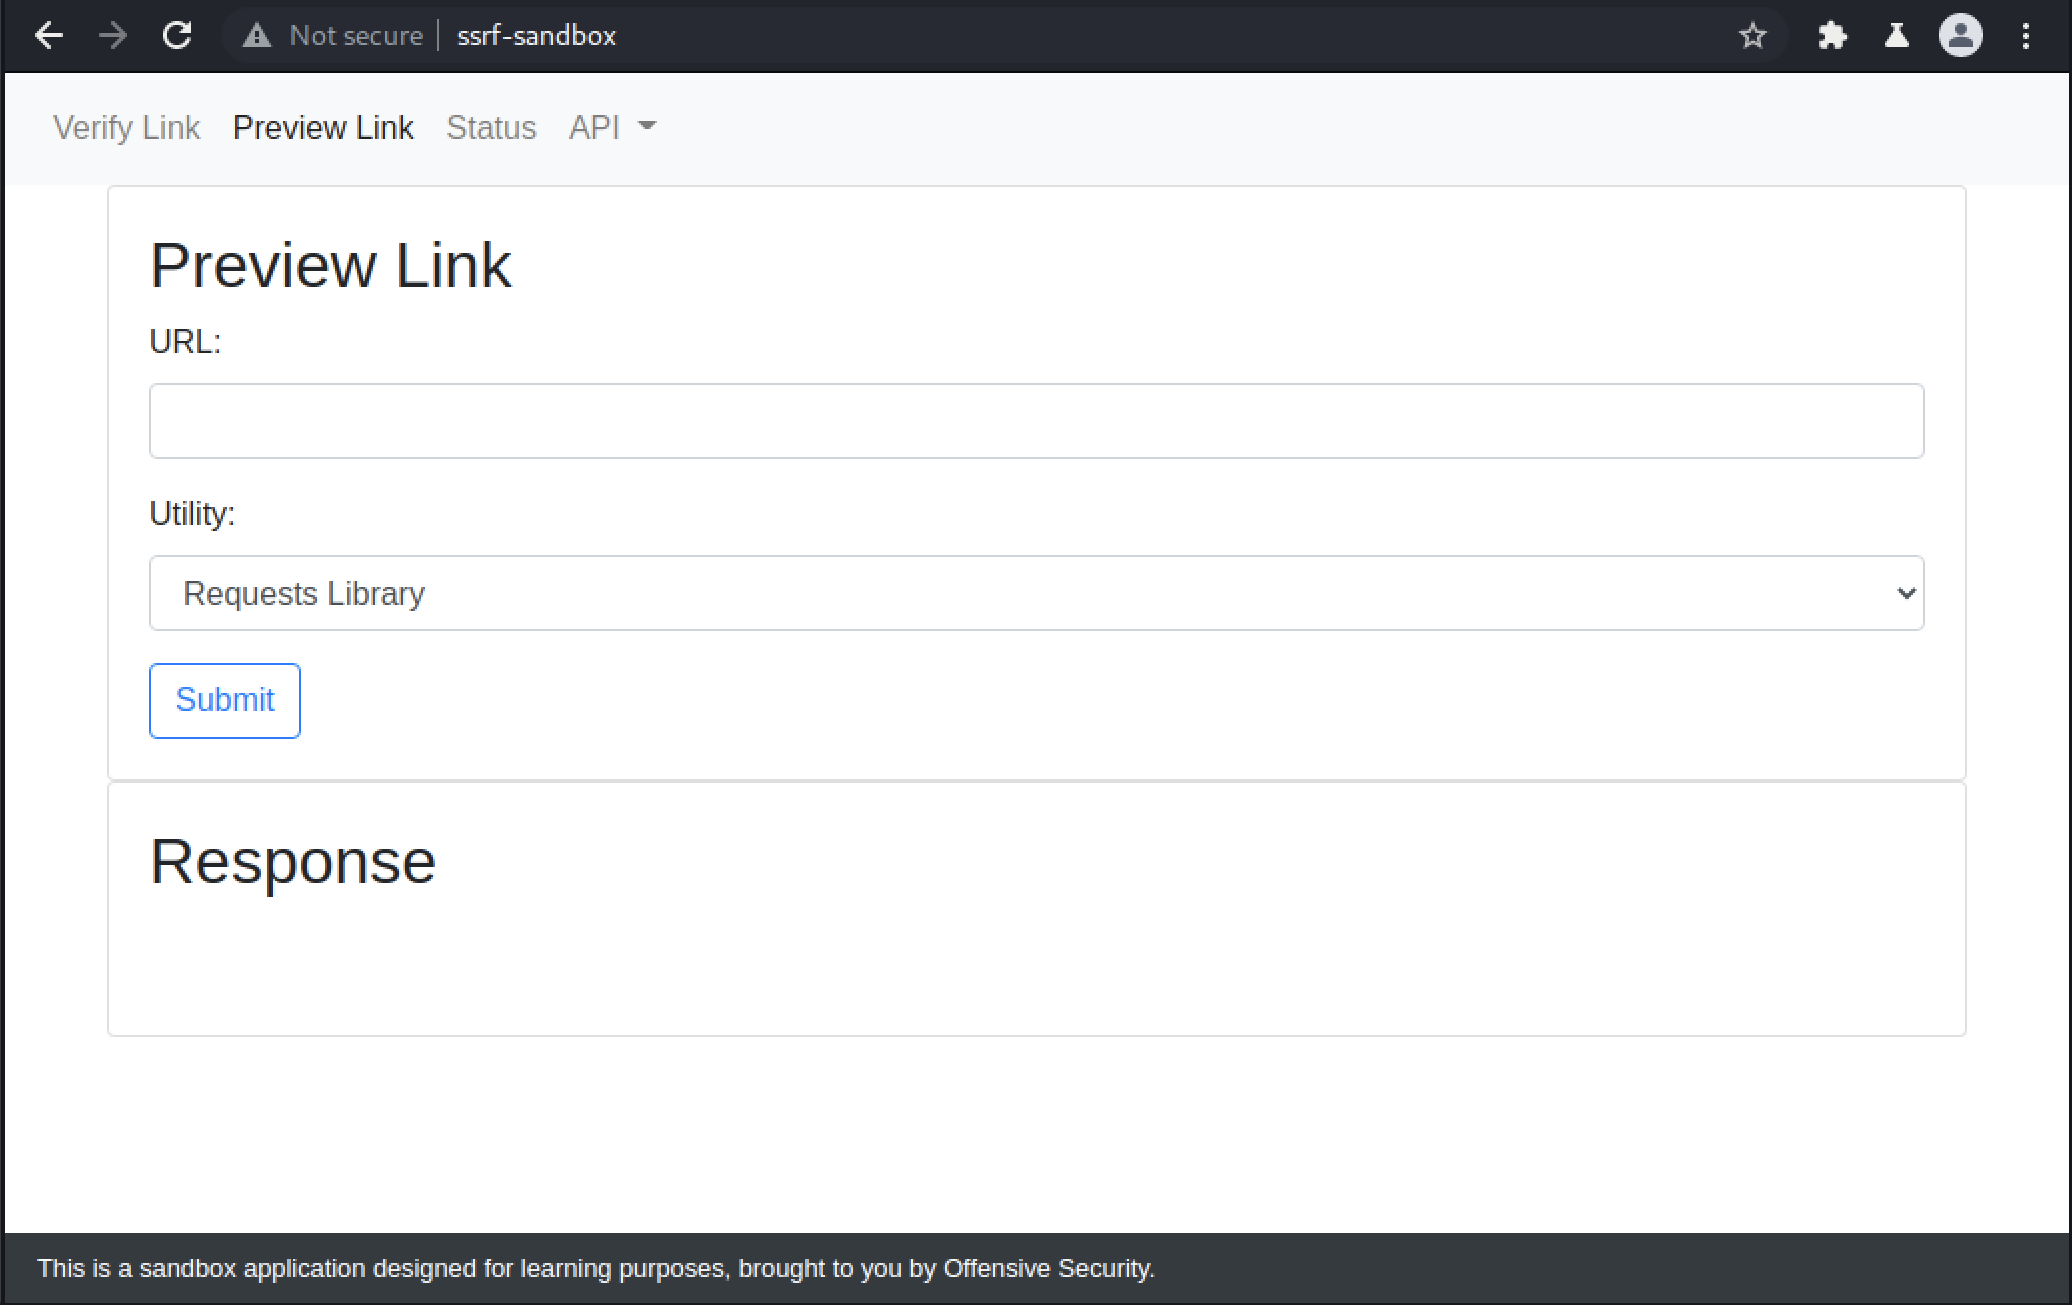 Not secure | ssrf-sandbox
Verify Link Preview Link Status API
Preview Link
URL:
Utility:
Requests Library
Submit
Response
This is a sandbox application designed for learning purposes, brought to you by Offensive Security.